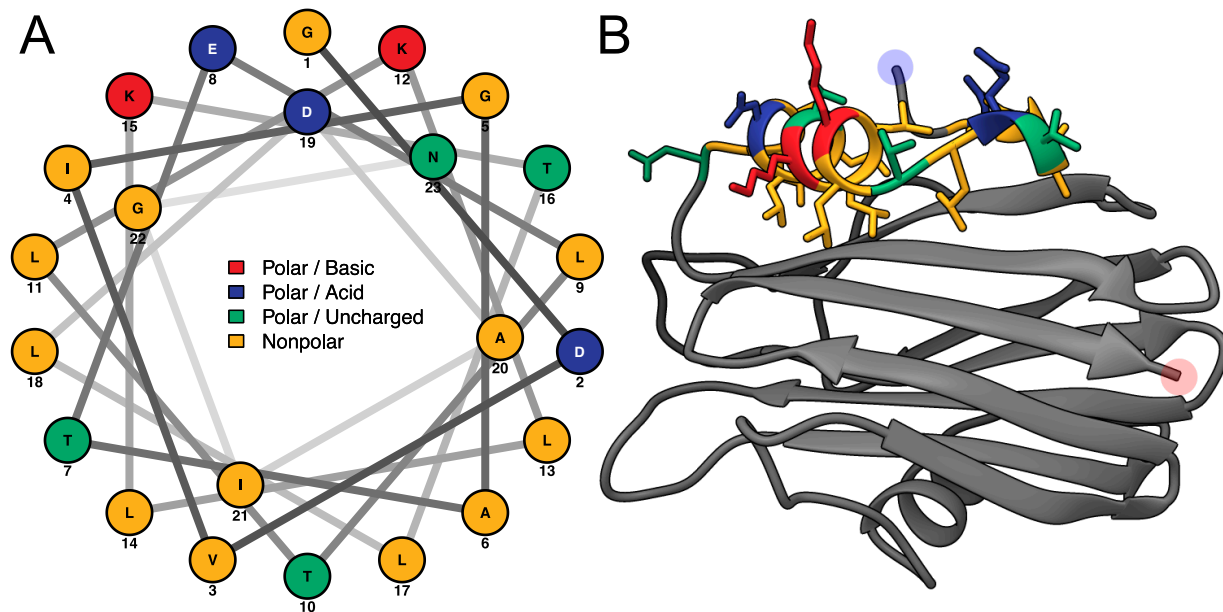 A
B
G
1
E
8
K
12
K
15
G
5
D
19
N
23
I
4
T
16
G
22
L
11
L
9
Polar / Basic
Polar / Acid
Polar / Uncharged
Nonpolar
L
18
A
20
D
2
T
7
L
13
I
21
L
14
A
6
V
3
L
17
T
10